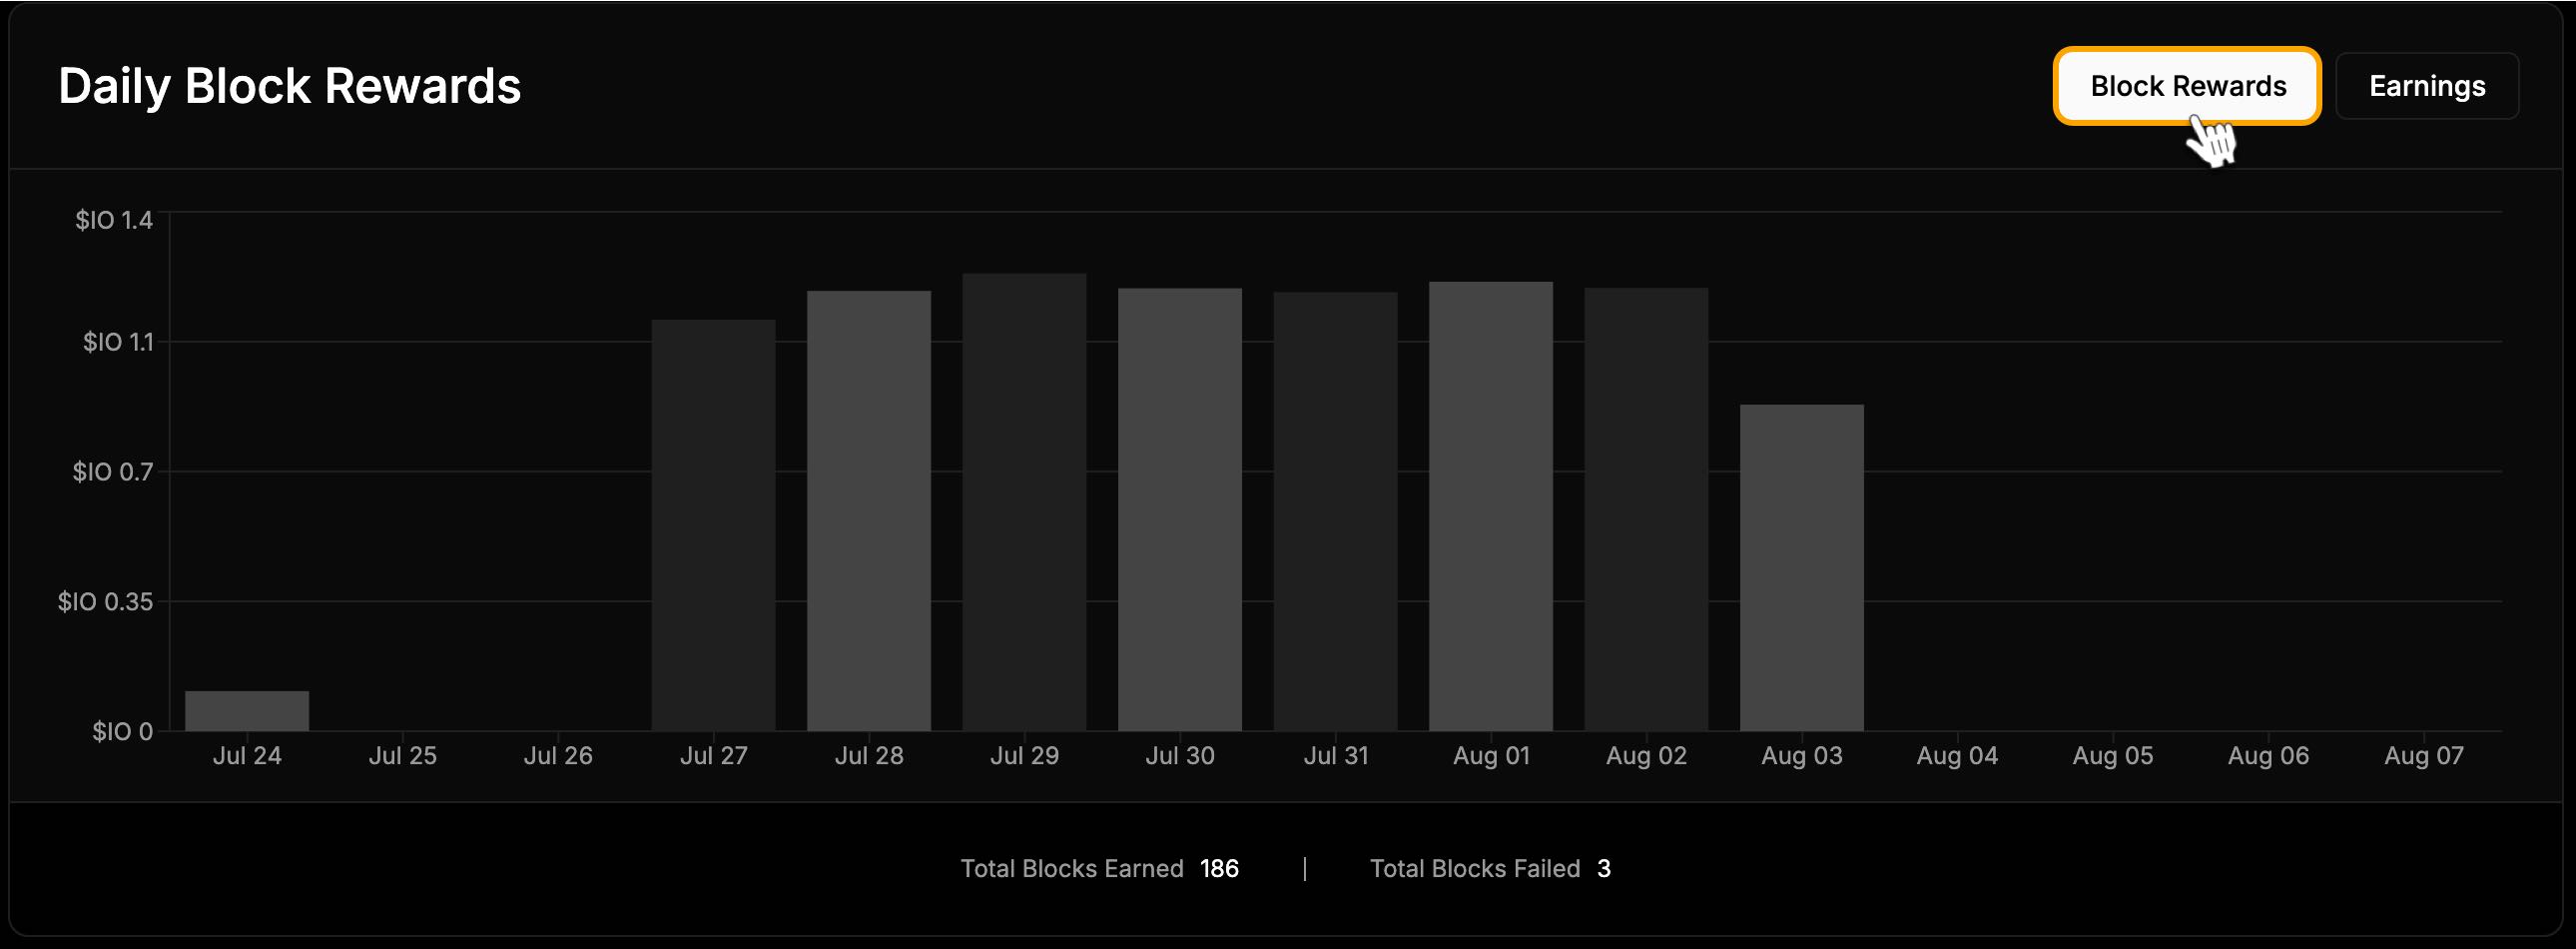 Daily Block Rewards
Block Rewards
Earnings
$IO 1.4
$IO 1.1
$IO 0.7
$IO 0.35
$IO 0
Jul 24 Jul 25 Jul 26 Jul 27 Jul 28 Jul 29 Jul 30 Jul 31 Aug 01 Aug 02 Aug 03 Aug 04 Aug 05 Aug 06 Aug 07
Total Blocks Earned 186 | Total Blocks Failed 3